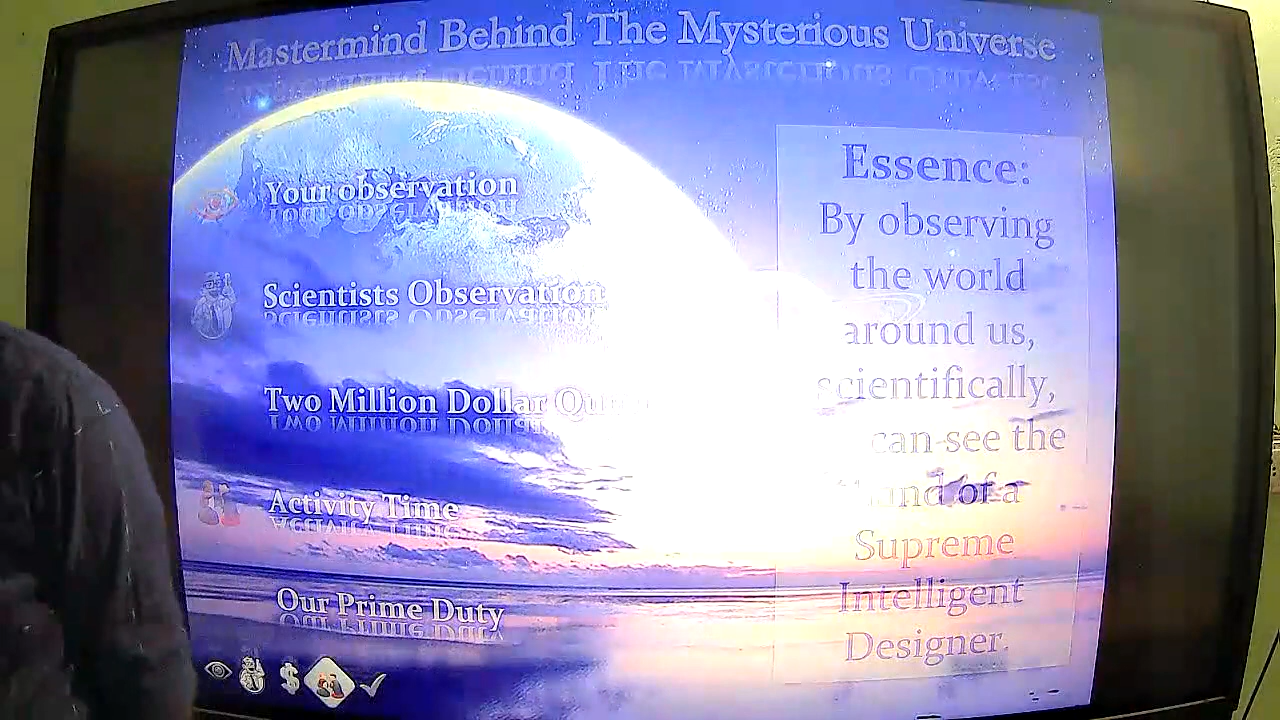 Mastermind Behind The Mysterious Universe
Your observation
Scientists Observation
Two Million Dollar
Activity Time
Our Prime Duty
$
Essence:
By observing
the world
around us,
scientifically,
can see the
of a
Supreme
Intelligent
Designer.